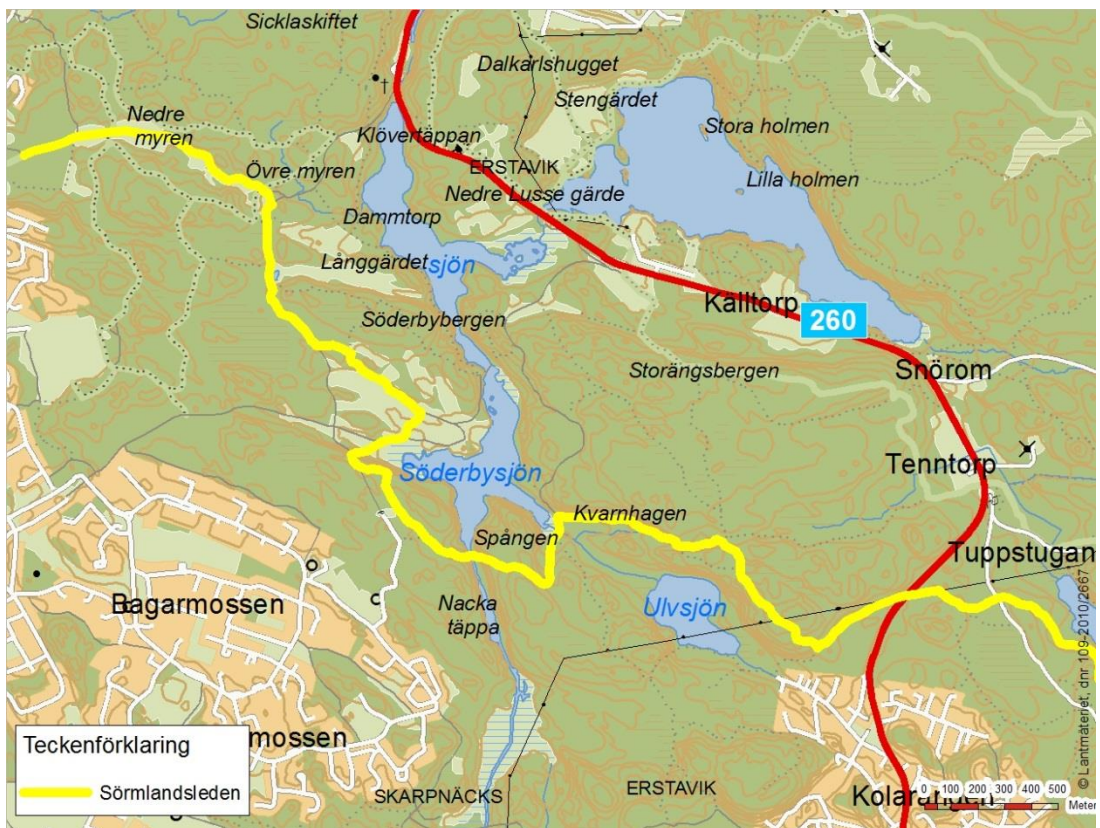 Sicklaskiftet
Dalkarlshugget
Stengärdet
Nedre
myren
Klövertäppan
Stora holmen
ERSTAVIK
Övre myren
Nedre Lusse gärde
Lilla holmen
Dammtorp
Långgärdet
sjön
Källtorp
260
Söderbybergen
Storängsbergen
Snörom
Söderbysjön
Tenntorp
Kvarnhagen
Spången
Tuppstugan
Bagarmossen
Nacka
täppa
Ulvsjön
Teckenförklaring
Sörmlandsleden
mossen
SKARPNÄCKS
ERSTAVIK
0 100 200 300 400 500
Meter
© Lantmäteriet, dnr 109-2010/2667